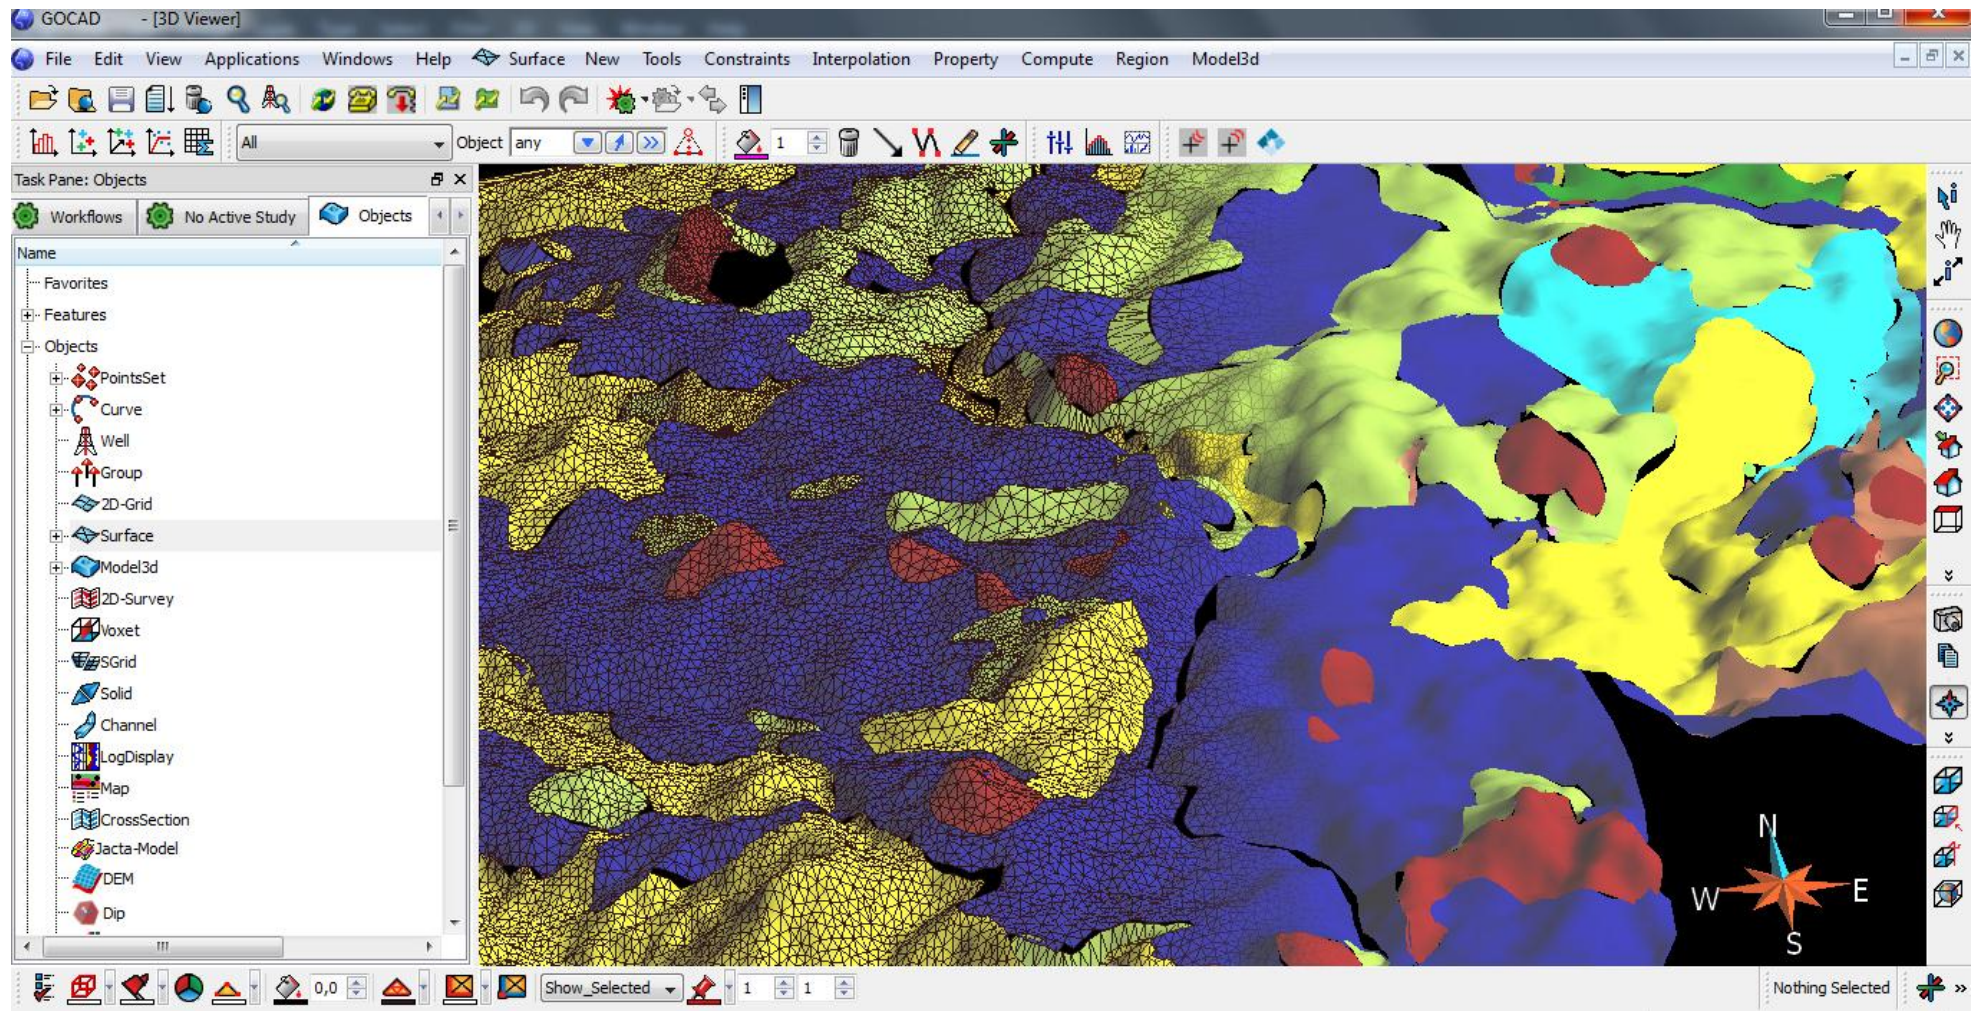 GOCAD - [3D Viewer]
File Edit View Applications Windows Help Surface New Tools Constraints Interpolation Property Compute Region Model3d
All Object any 1
Task Pane: Objects
Workflows No Active Study Objects
Name
Favorites
Features
Objects
PointsSet
Curve
Well
Group
2D-Grid
Surface
Model3d
2D-Survey
Voxet
SGrid
Solid
Channel
LogDisplay
Map
CrossSection
Jacta-Model
DEM
Dip
N
W E
S
0,0 Show_Selected 1 1 Nothing Selected